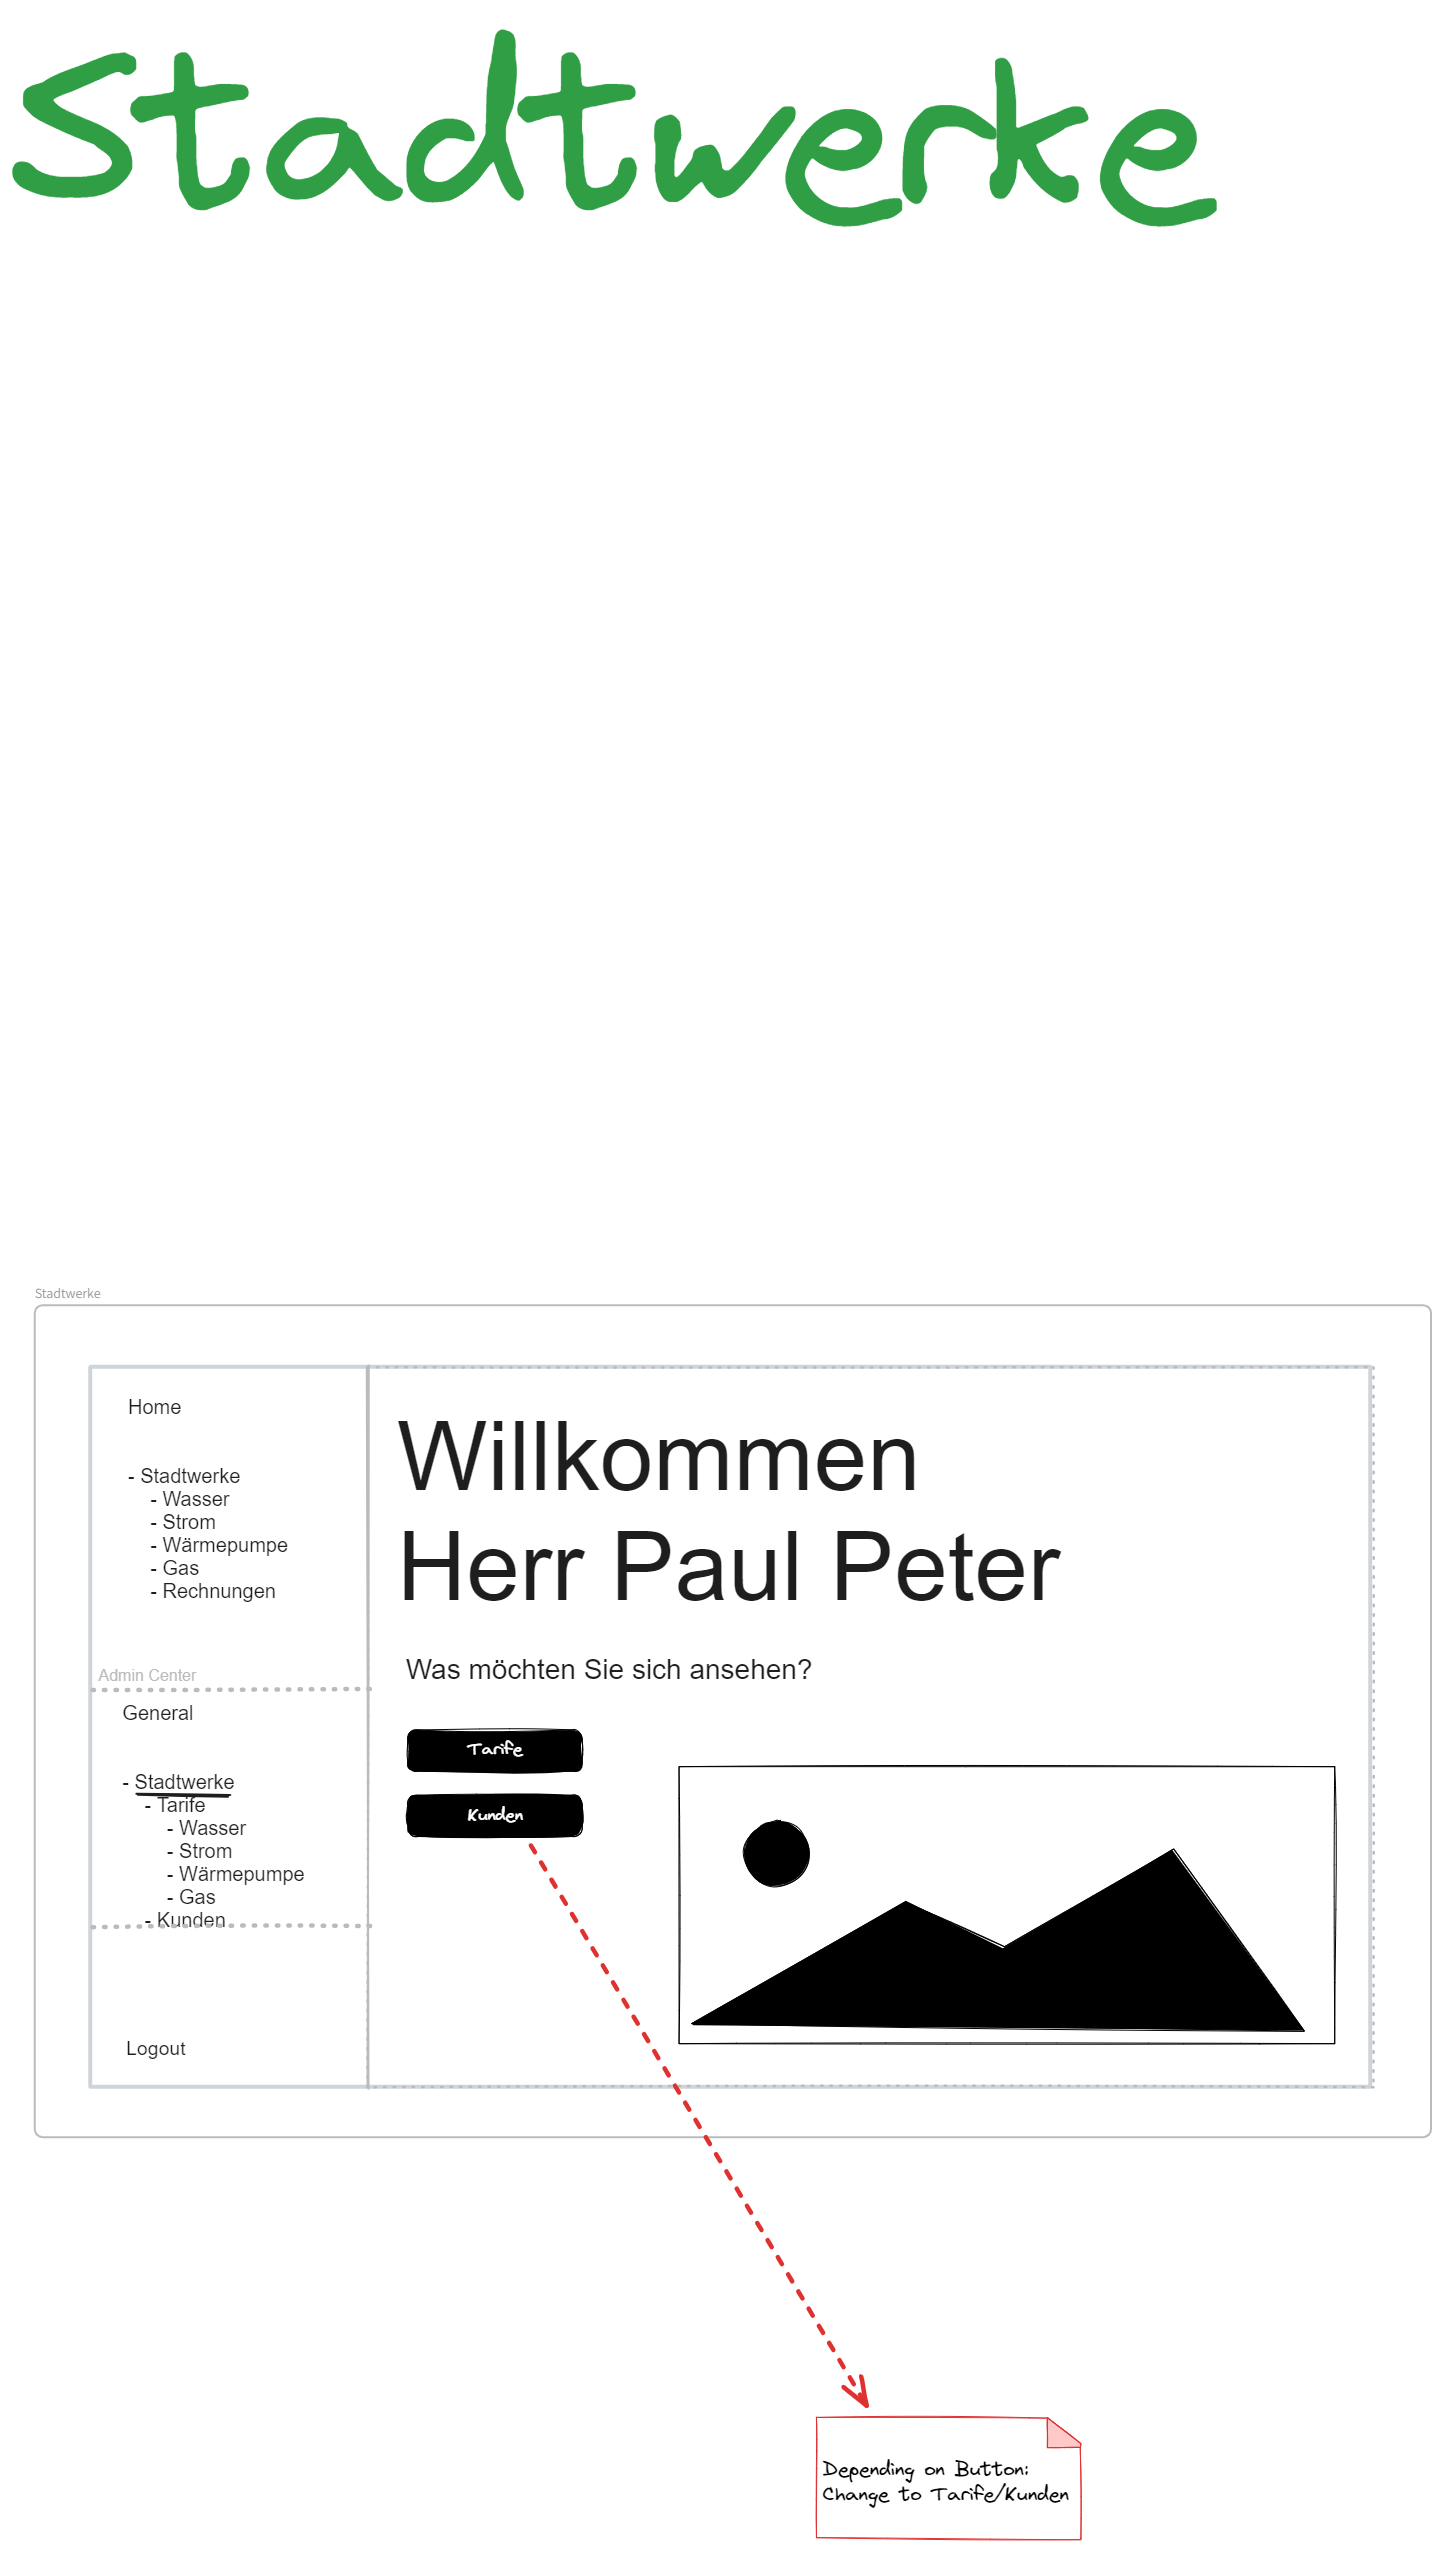 Stadtwerke
Stadtwerke
Home
- Stadtwerke
- Wasser
- Strom
- Wärmepumpe
- Gas
- Rechnungen
Admin Center
General
- Stadtwerke
- Tarife
- Wasser
- Strom
- Wärmepumpe
- Gas
- Kunden
Logout
Willkommen
Herr Paul Peter
Was möchten Sie sich ansehen?
Tarife
Kunden
Depending on Button:
Change to Tarife/Kunden